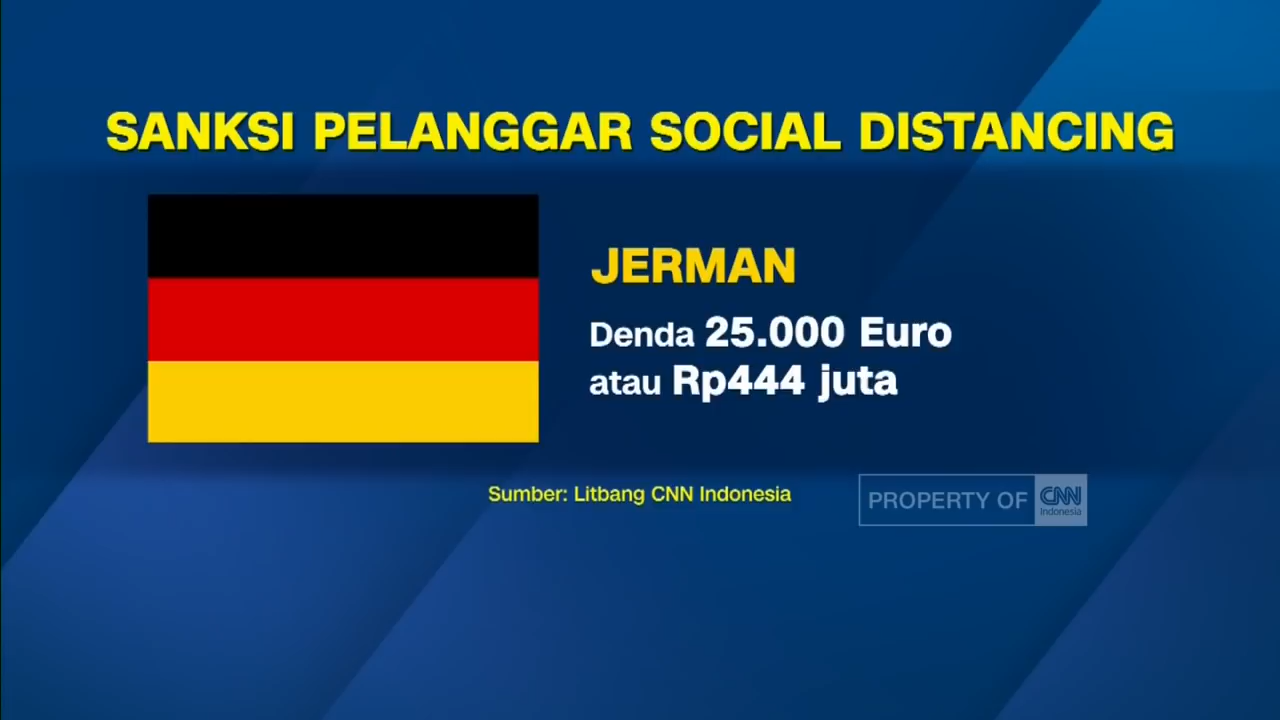 SANKSI PELANGGAR SOCIAL DISTANCING
JERMAN
Denda 25.000 Euro
atau Rp444 juta
Sumber: Litbang CNN Indonesia
PROPERTY OF CNN Indonesia